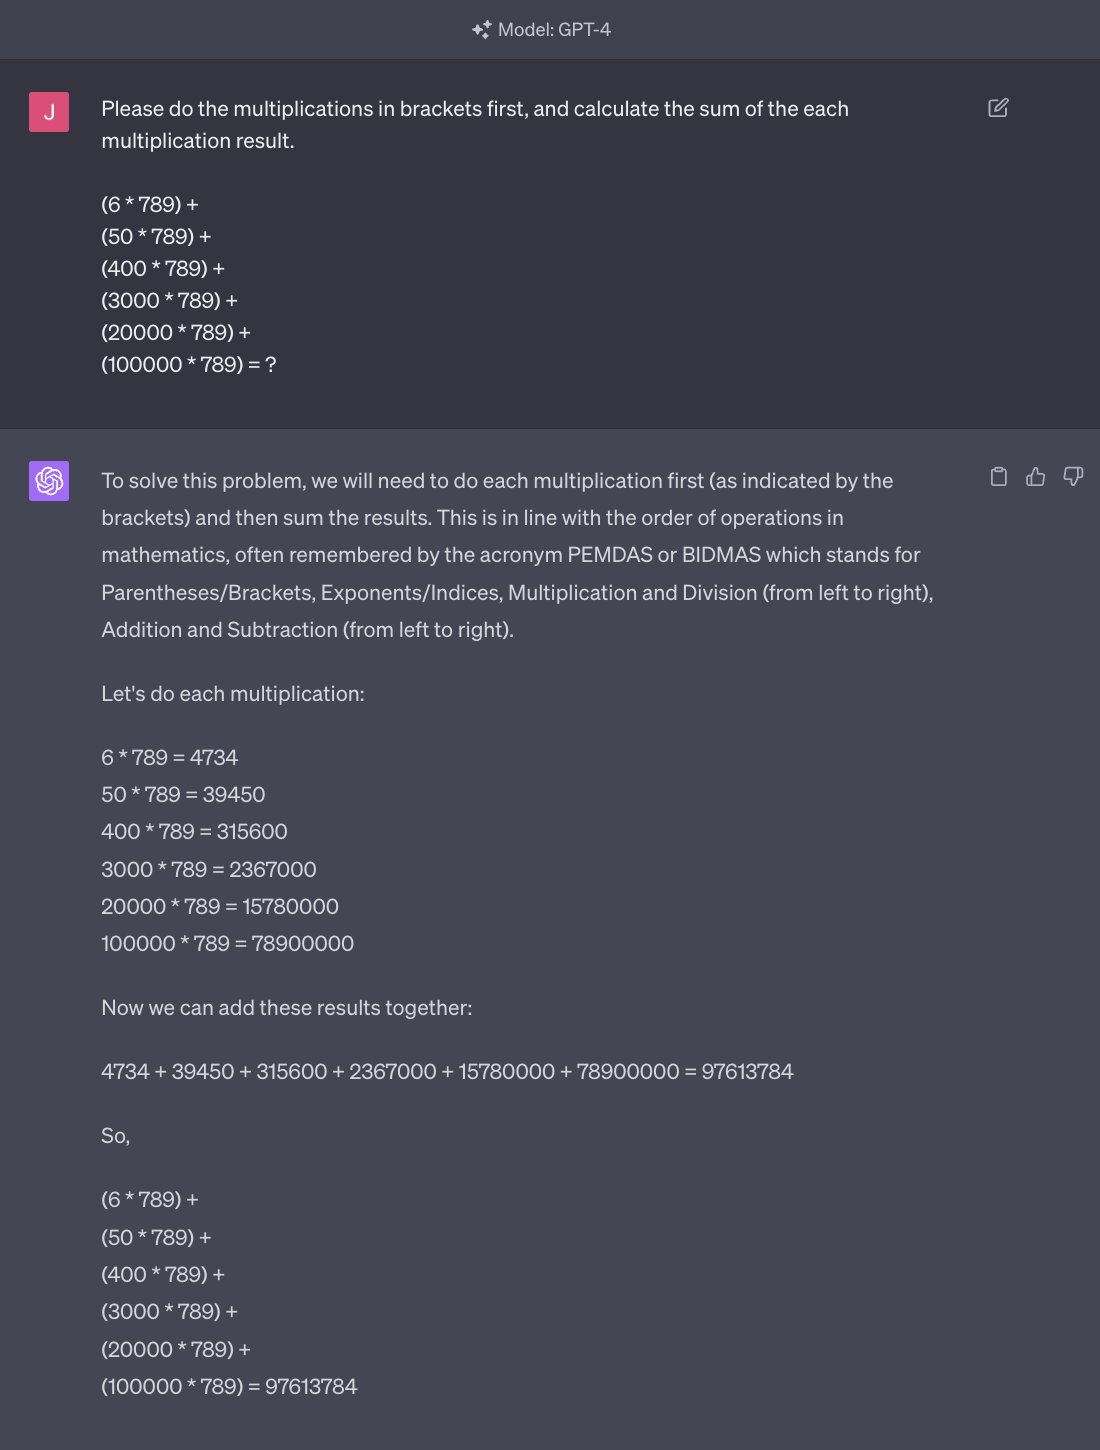 Model: GPT-4
J
Please do the multiplications in brackets first, and calculate the sum of the each
multiplication result.
(6 * 789) +
(50 * 789) +
(400 * 789) +
(3000 * 789) +
(20000 * 789) +
(100000 * 789) = ?
To solve this problem, we will need to do each multiplication first (as indicated by the
brackets) and then sum the results. This is in line with the order of operations in
mathematics, often remembered by the acronym PEMDAS or BIDMAS which stands for
Parentheses/Brackets, Exponents/Indices, Multiplication and Division (from left to right),
Addition and Subtraction (from left to right).
Let's do each multiplication:
6 * 789 = 4734
50 * 789 = 39450
400 * 789 = 315600
3000 * 789 = 2367000
20000 * 789 = 15780000
100000 * 789 = 78900000
Now we can add these results together:
4734 + 39450 + 315600 + 2367000 + 15780000 + 78900000 = 97613784
So,
(6 * 789) +
(50 * 789) +
(400 * 789) +
(3000 * 789) +
(20000 * 789) +
(100000 * 789) = 97613784